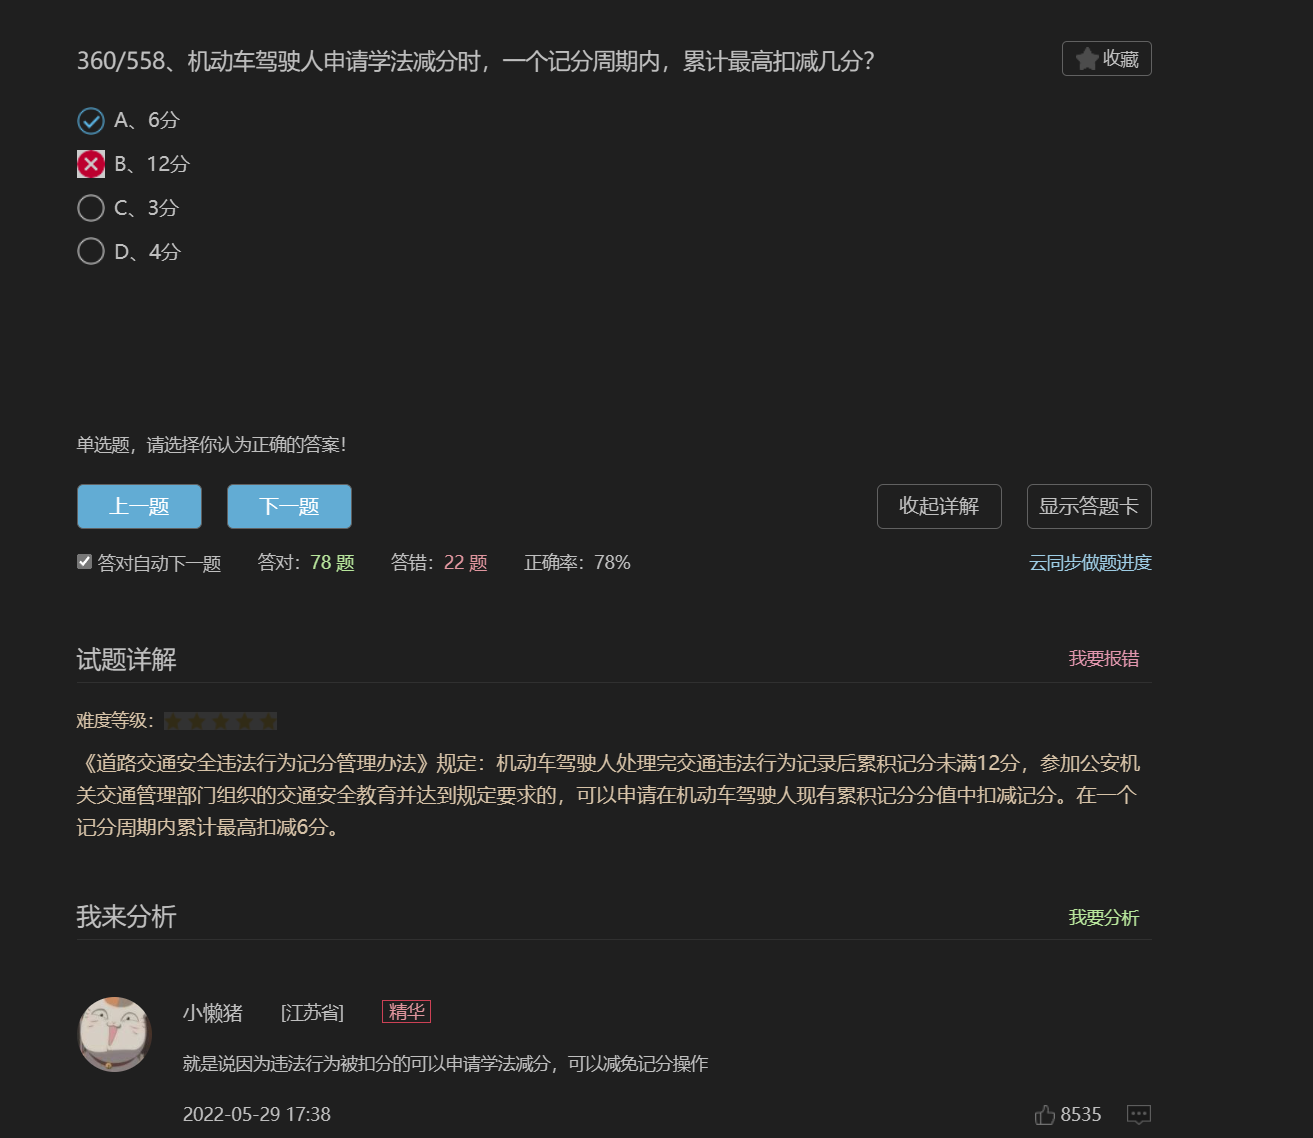 360/558、机动车驾驶人申请学法减分时，一个记分周期内，累计最高扣减几分？
收藏
A、6分
B、12分
C、3分
D、4分
单选题，请选择你认为正确的答案！
上一题 下一题 收起详解 显示答题卡
答对自动下一题 答对：78 题 答错：22 题 正确率：78% 云同步做题进度
试题详解 我要报错
难度等级：
《道路交通安全违法行为记分管理办法》规定：机动车驾驶人处理完交通违法行为记录后累积记分未满12分，参加公安机
关交通管理部门组织的交通安全教育并达到规定要求的，可以申请在机动车驾驶人现有累积记分分值中扣减记分。在一个
记分周期内累计最高扣减6分。
我来分析 我要分析
小懒猪 [江苏省] 精华
就是说因为违法行为被扣分的可以申请学法减分，可以减免记分操作
2022-05-29 17:38 8535